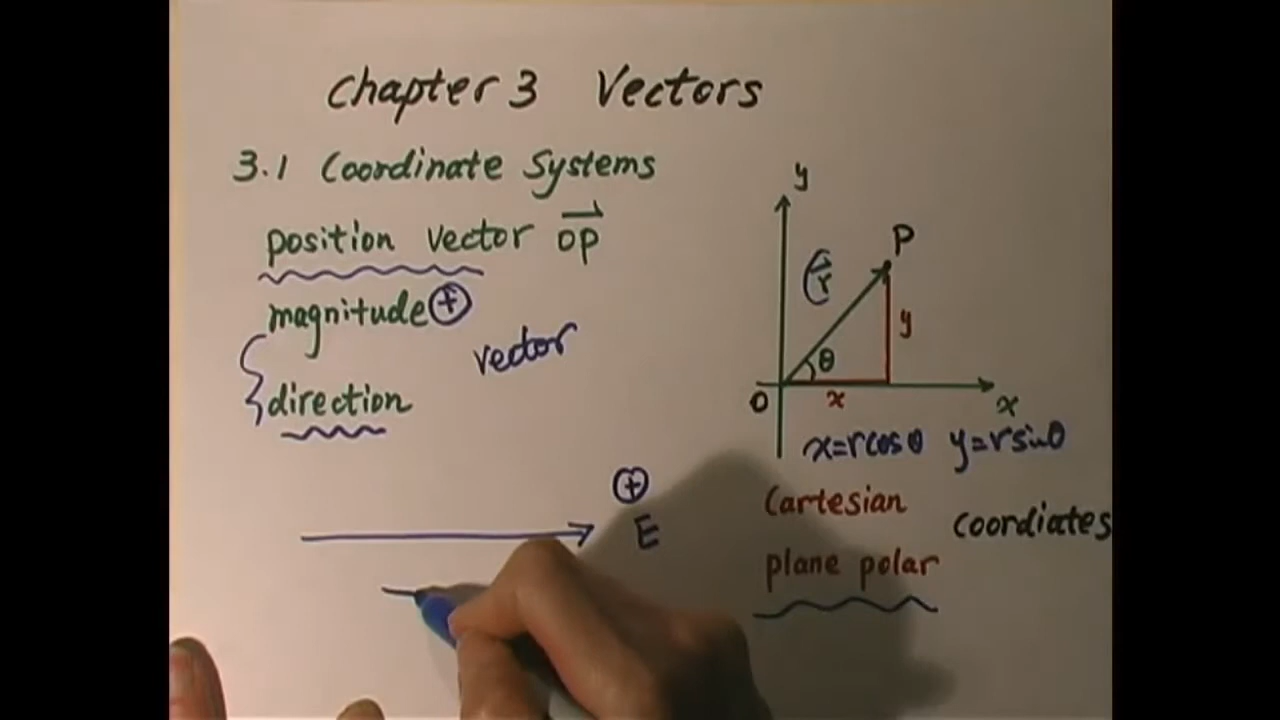 Chapter 3 Vectors
3.1 Coordinate Systems
position vector OP
magnitude +
vector
direction
+
E
y
P
r
y
θ
O
x
x
x=rcosθ y=rsinθ
Cartesian
coordiates
plane polar